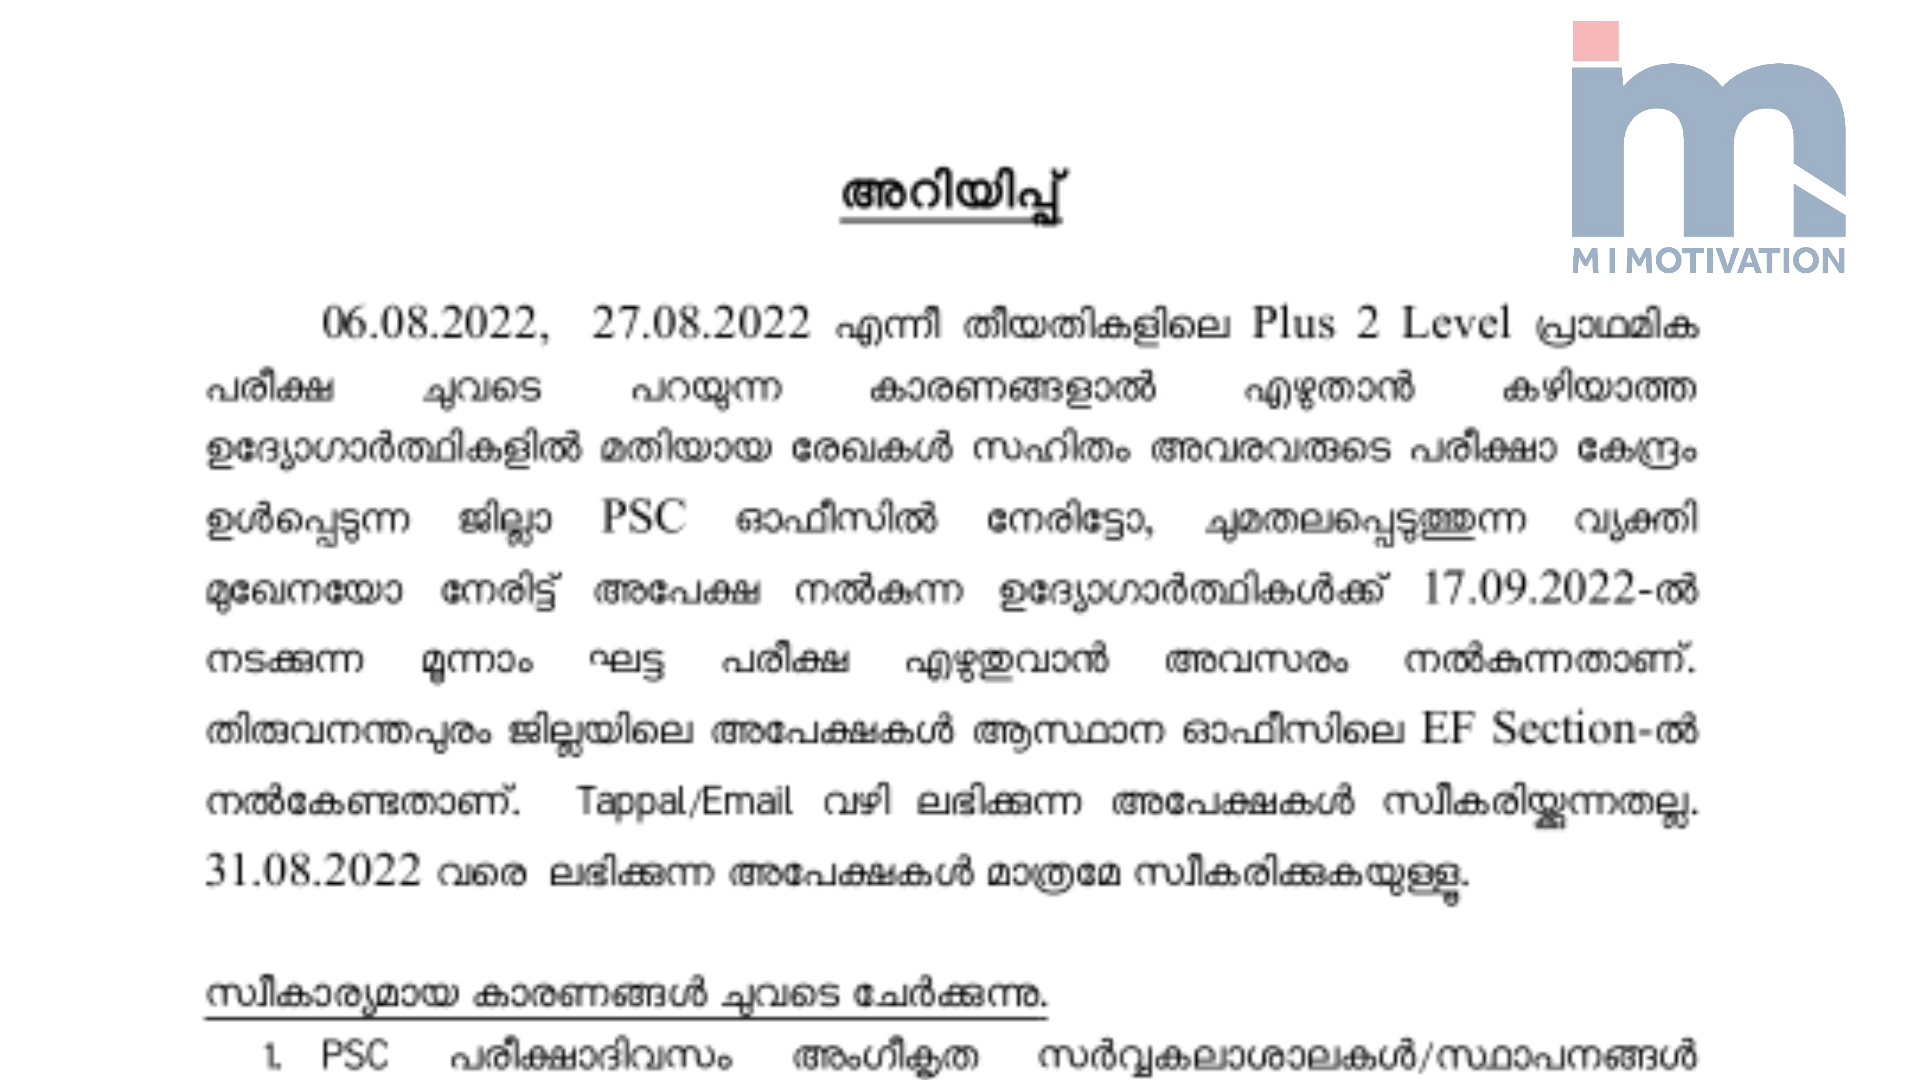 M I MOTIVATION
അറിയിപ്പ്
06.08.2022, 27.08.2022 എന്നീ തീയതികളിലെ Plus 2 Level പ്രാഥമിക
പരീക്ഷ ചുവടെ പറയുന്ന കാരണങ്ങളാൽ എഴുതാൻ കഴിയാത്ത
ഉദ്യോഗാർത്ഥികളിൽ മതിയായ രേഖകൾ സഹിതം അവരവരുടെ പരീക്ഷാ കേന്ദ്രം
ഉൾപ്പെടുന്ന ജില്ലാ PSC ഓഫീസിൽ നേരിട്ടോ, ചുമതലപ്പെടുത്തുന്ന വ്യക്തി
മുഖേനയോ നേരിട്ട് അപേക്ഷ നൽകുന്ന ഉദ്യോഗാർത്ഥികൾക്ക് 17.09.2022-ൽ
നടക്കുന്ന മൂന്നാം ഘട്ട പരീക്ഷ എഴുതുവാൻ അവസരം നൽകുന്നതാണ്.
തിരുവനന്തപുരം ജില്ലയിലെ അപേക്ഷകൾ ആസ്ഥാന ഓഫീസിലെ EF Section-ൽ
നൽകേണ്ടതാണ്. Tappal/Email വഴി ലഭിക്കുന്ന അപേക്ഷകൾ സ്വീകരിയ്ക്കുന്നതല്ല.
31.08.2022 വരെ ലഭിക്കുന്ന അപേക്ഷകൾ മാത്രമേ സ്വീകരിക്കുകയുള്ളൂ.
സ്വീകാര്യമായ കാരണങ്ങൾ ചുവടെ ചേർക്കുന്നു.
1. PSC പരീക്ഷാദിവസം അംഗീകൃത സർവ്വകലാശാലകൾ/സ്ഥാപനങ്ങൾ